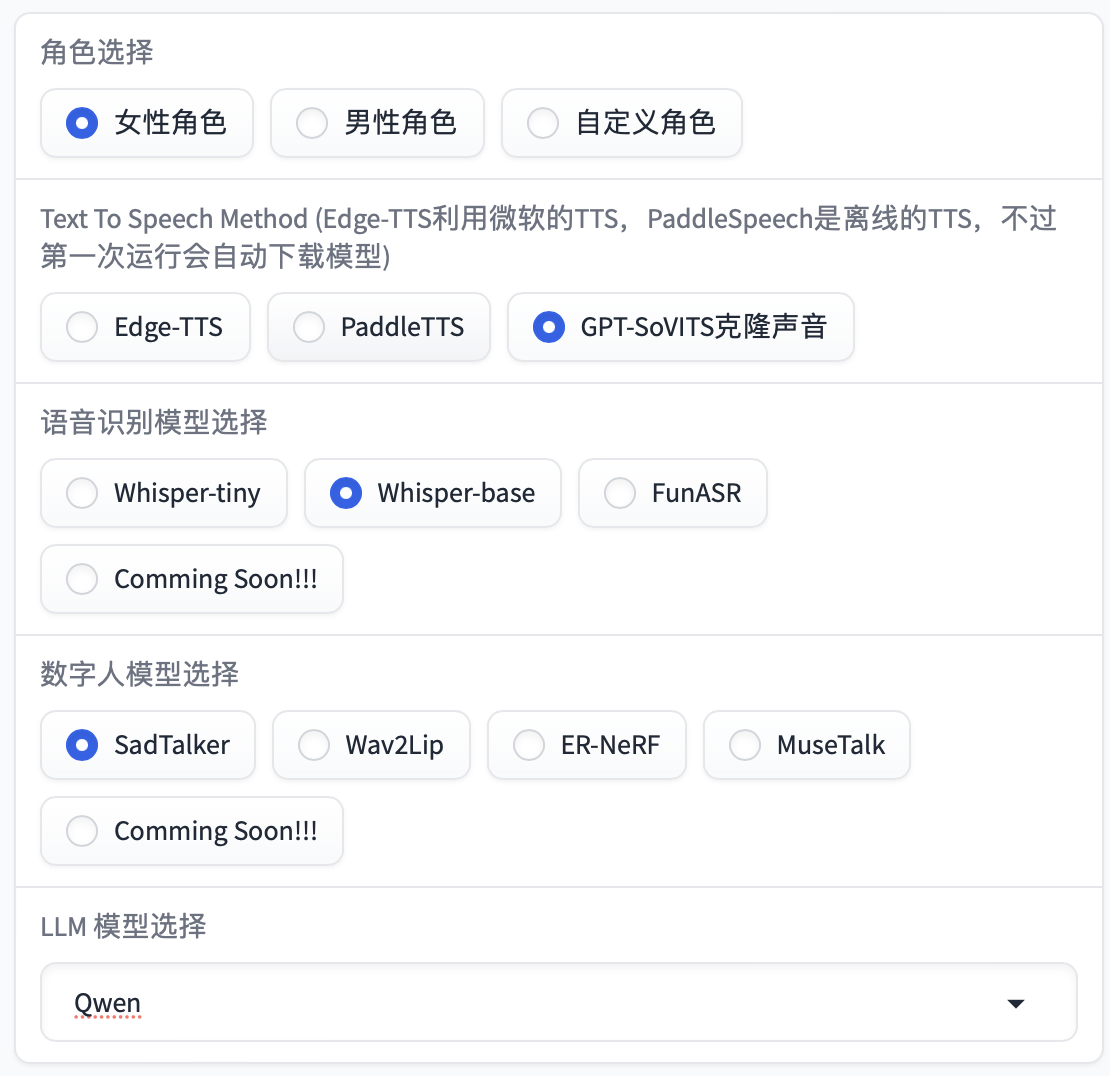 角色选择
女性角色 男性角色 自定义角色
Text To Speech Method (Edge-TTS利用微软的TTS，PaddleSpeech是离线的TTS，不过
第一次运行会自动下载模型)
Edge-TTS PaddleTTS GPT-SoVITS克隆声音
语音识别模型选择
Whisper-tiny Whisper-base FunASR
Comming Soon!!!
数字人模型选择
SadTalker Wav2Lip ER-NeRF MuseTalk
Comming Soon!!!
LLM 模型选择
Qwen